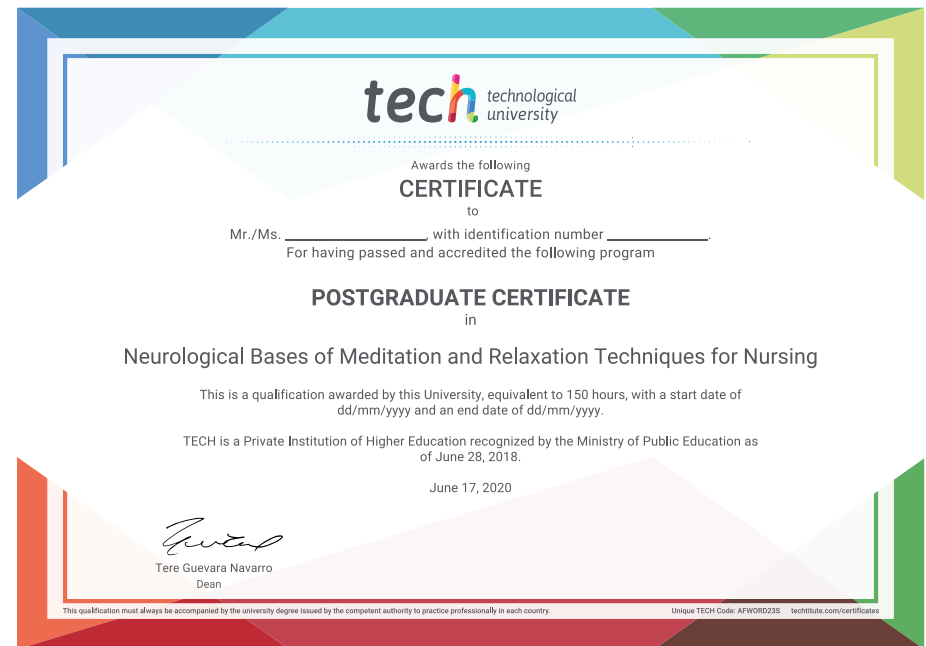 tech technological
university
Awards the following
CERTIFICATE
to
Mr./Ms. ____________________, with identification number ______________.
For having passed and accredited the following program
POSTGRADUATE CERTIFICATE
in
Neurological Bases of Meditation and Relaxation Techniques for Nursing
This is a qualification awarded by this University, equivalent to 150 hours, with a start date of
dd/mm/yyyy and an end date of dd/mm/yyyy.
TECH is a Private Institution of Higher Education recognized by the Ministry of Public Education as
of June 28, 2018.
June 17, 2020
Tere Guevara Navarro
Dean
This qualification must always be accompanied by the university degree issued by the competent authority to practice professionally in each country.
Unique TECH Code: AFWORD23S techtitute.com/certificates